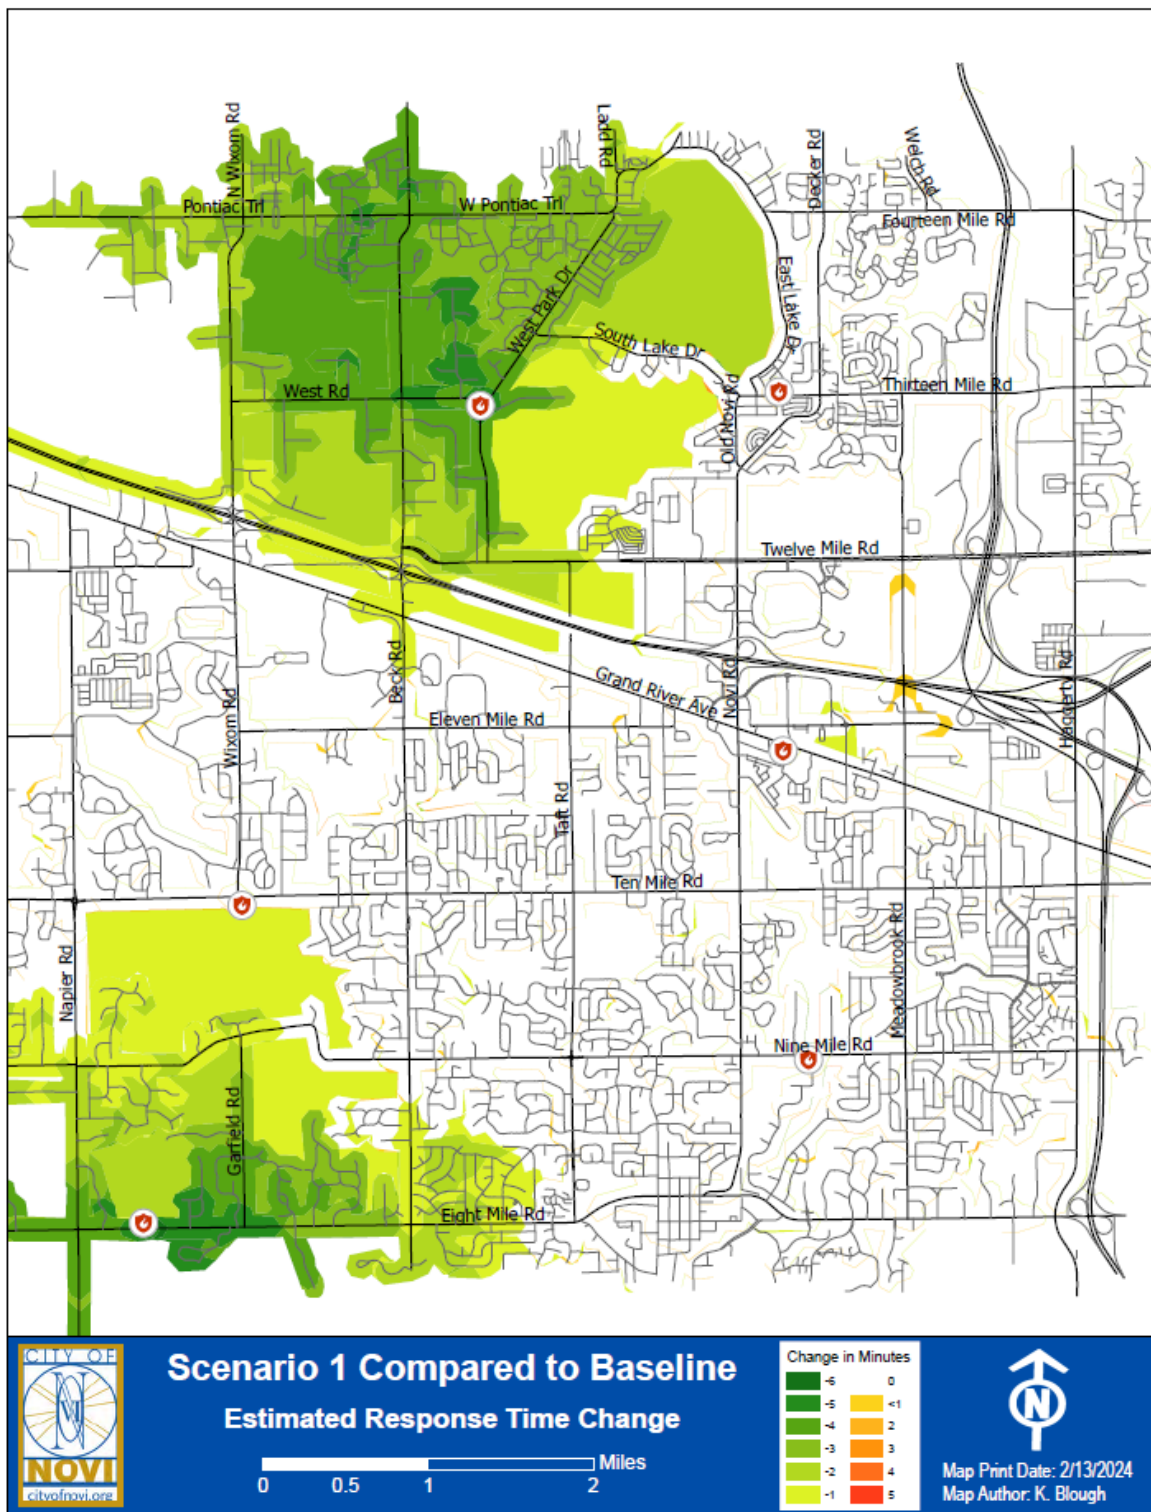 N Wixom Rd
Ladd Rd
Decker Rd
Welch Rd
Pontiac Trl
W Pontiac Trl
Fourteen Mile Rd
West Park Dr
East Lake Dr
South Lake Dr
West Rd
Old Novi Rd
Thirteen Mile Rd
Twelve Mile Rd
Beck Rd
Grand River Ave
Novi Rd
Haggerty Rd
Wixom Rd
Eleven Mile Rd
Taft Rd
Ten Mile Rd
Napier Rd
Meadowbrook Rd
Nine Mile Rd
Garfield Rd
Eight Mile Rd
CITY OF
NOVI
cityofnovi.org
Scenario 1 Compared to Baseline
Estimated Response Time Change
Miles
0 0.5 1 2
Change in Minutes
-6 0
-5 <1
-4 2
-3 3
-2 4
-1 5
N
Map Print Date: 2/13/2024
Map Author: K. Blough